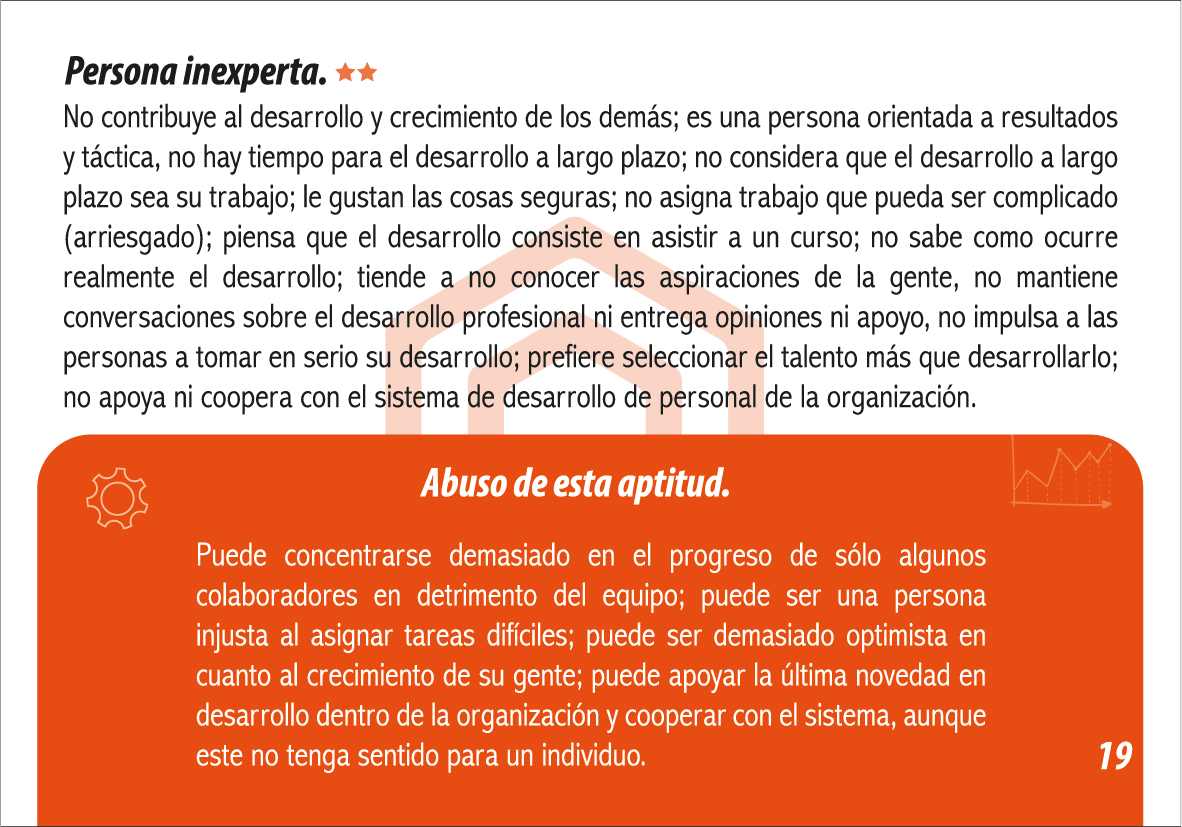 Persona inexperta.
No contribuye al desarrollo y crecimiento de los demás; es una persona orientada a resultados
y táctica, no hay tiempo para el desarrollo a largo plazo; no considera que el desarrollo a largo
plazo sea su trabajo; le gustan las cosas seguras; no asigna trabajo que pueda ser complicado
(arriesgado); piensa que el desarrollo consiste en asistir a un curso; no sabe como ocurre
realmente el desarrollo; tiende a no conocer las aspiraciones de la gente, no mantiene
conversaciones sobre el desarrollo profesional ni entrega opiniones ni apoyo, no impulsa a las
personas a tomar en serio su desarrollo; prefiere seleccionar el talento más que desarrollarlo;
no apoya ni coopera con el sistema de desarrollo de personal de la organización.
Abuso de esta aptitud.
Puede concentrarse demasiado en el progreso de sólo algunos
colaboradores en detrimento del equipo; puede ser una persona
injusta al asignar tareas difíciles; puede ser demasiado optimista en
cuanto al crecimiento de su gente; puede apoyar la última novedad en
desarrollo dentro de la organización y cooperar con el sistema, aunque
este no tenga sentido para un individuo.
19